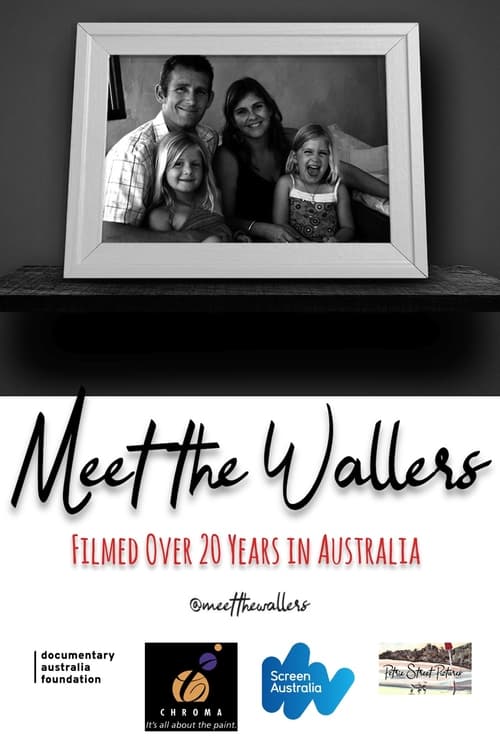 Meet the Wallers
FILMED OVER 20 YEARS IN AUSTRALIA
@meetthewallers
documentary
australia
foundation
CHROMA
It's all about the paint.
Screen
Australia
Petrie Street Pictures